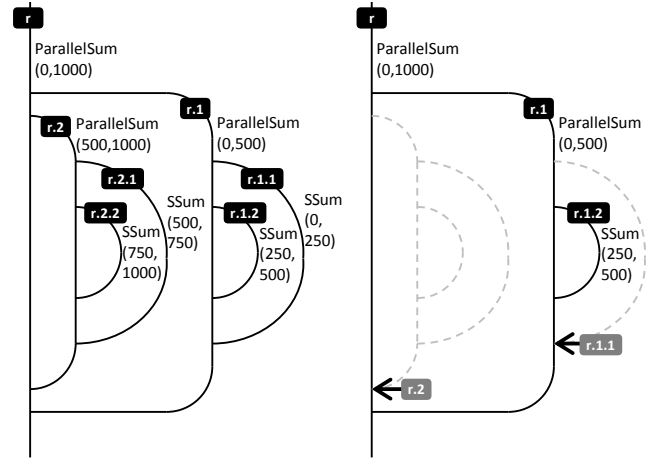 r
ParallelSum
(0,1000)
r.1
r.2
ParallelSum
(500,1000)
ParallelSum
(0,500)
r.2.1
r.1.1
SSum
(500,
750)
SSum
(0,
250)
r.2.2
r.1.2
SSum
(750,
1000)
SSum
(250,
500)
r
ParallelSum
(0,1000)
r.1
ParallelSum
(0,500)
r.1.2
SSum
(250,
500)
r.1.1
r.2